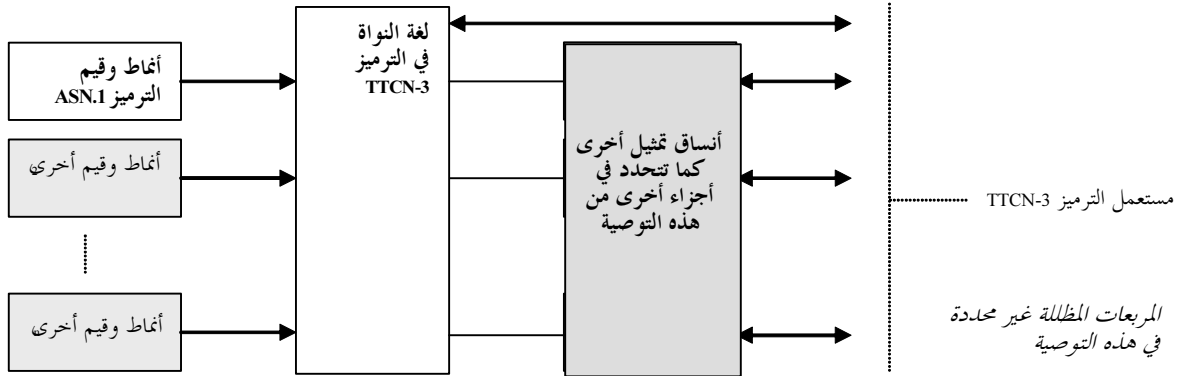 لغة النواة
في الترميز
TTCN-3
أنماط وقيم
الترميز ASN.1
أنماط وقيم أخرى
أنماط وقيم أخرى
أنساق تمثيل أخرى
كما تتحدد في
أجزاء أخرى من
هذه التوصية
مستعمل الترميز TTCN-3
المربعات المظللة غير محددة
في هذه التوصية